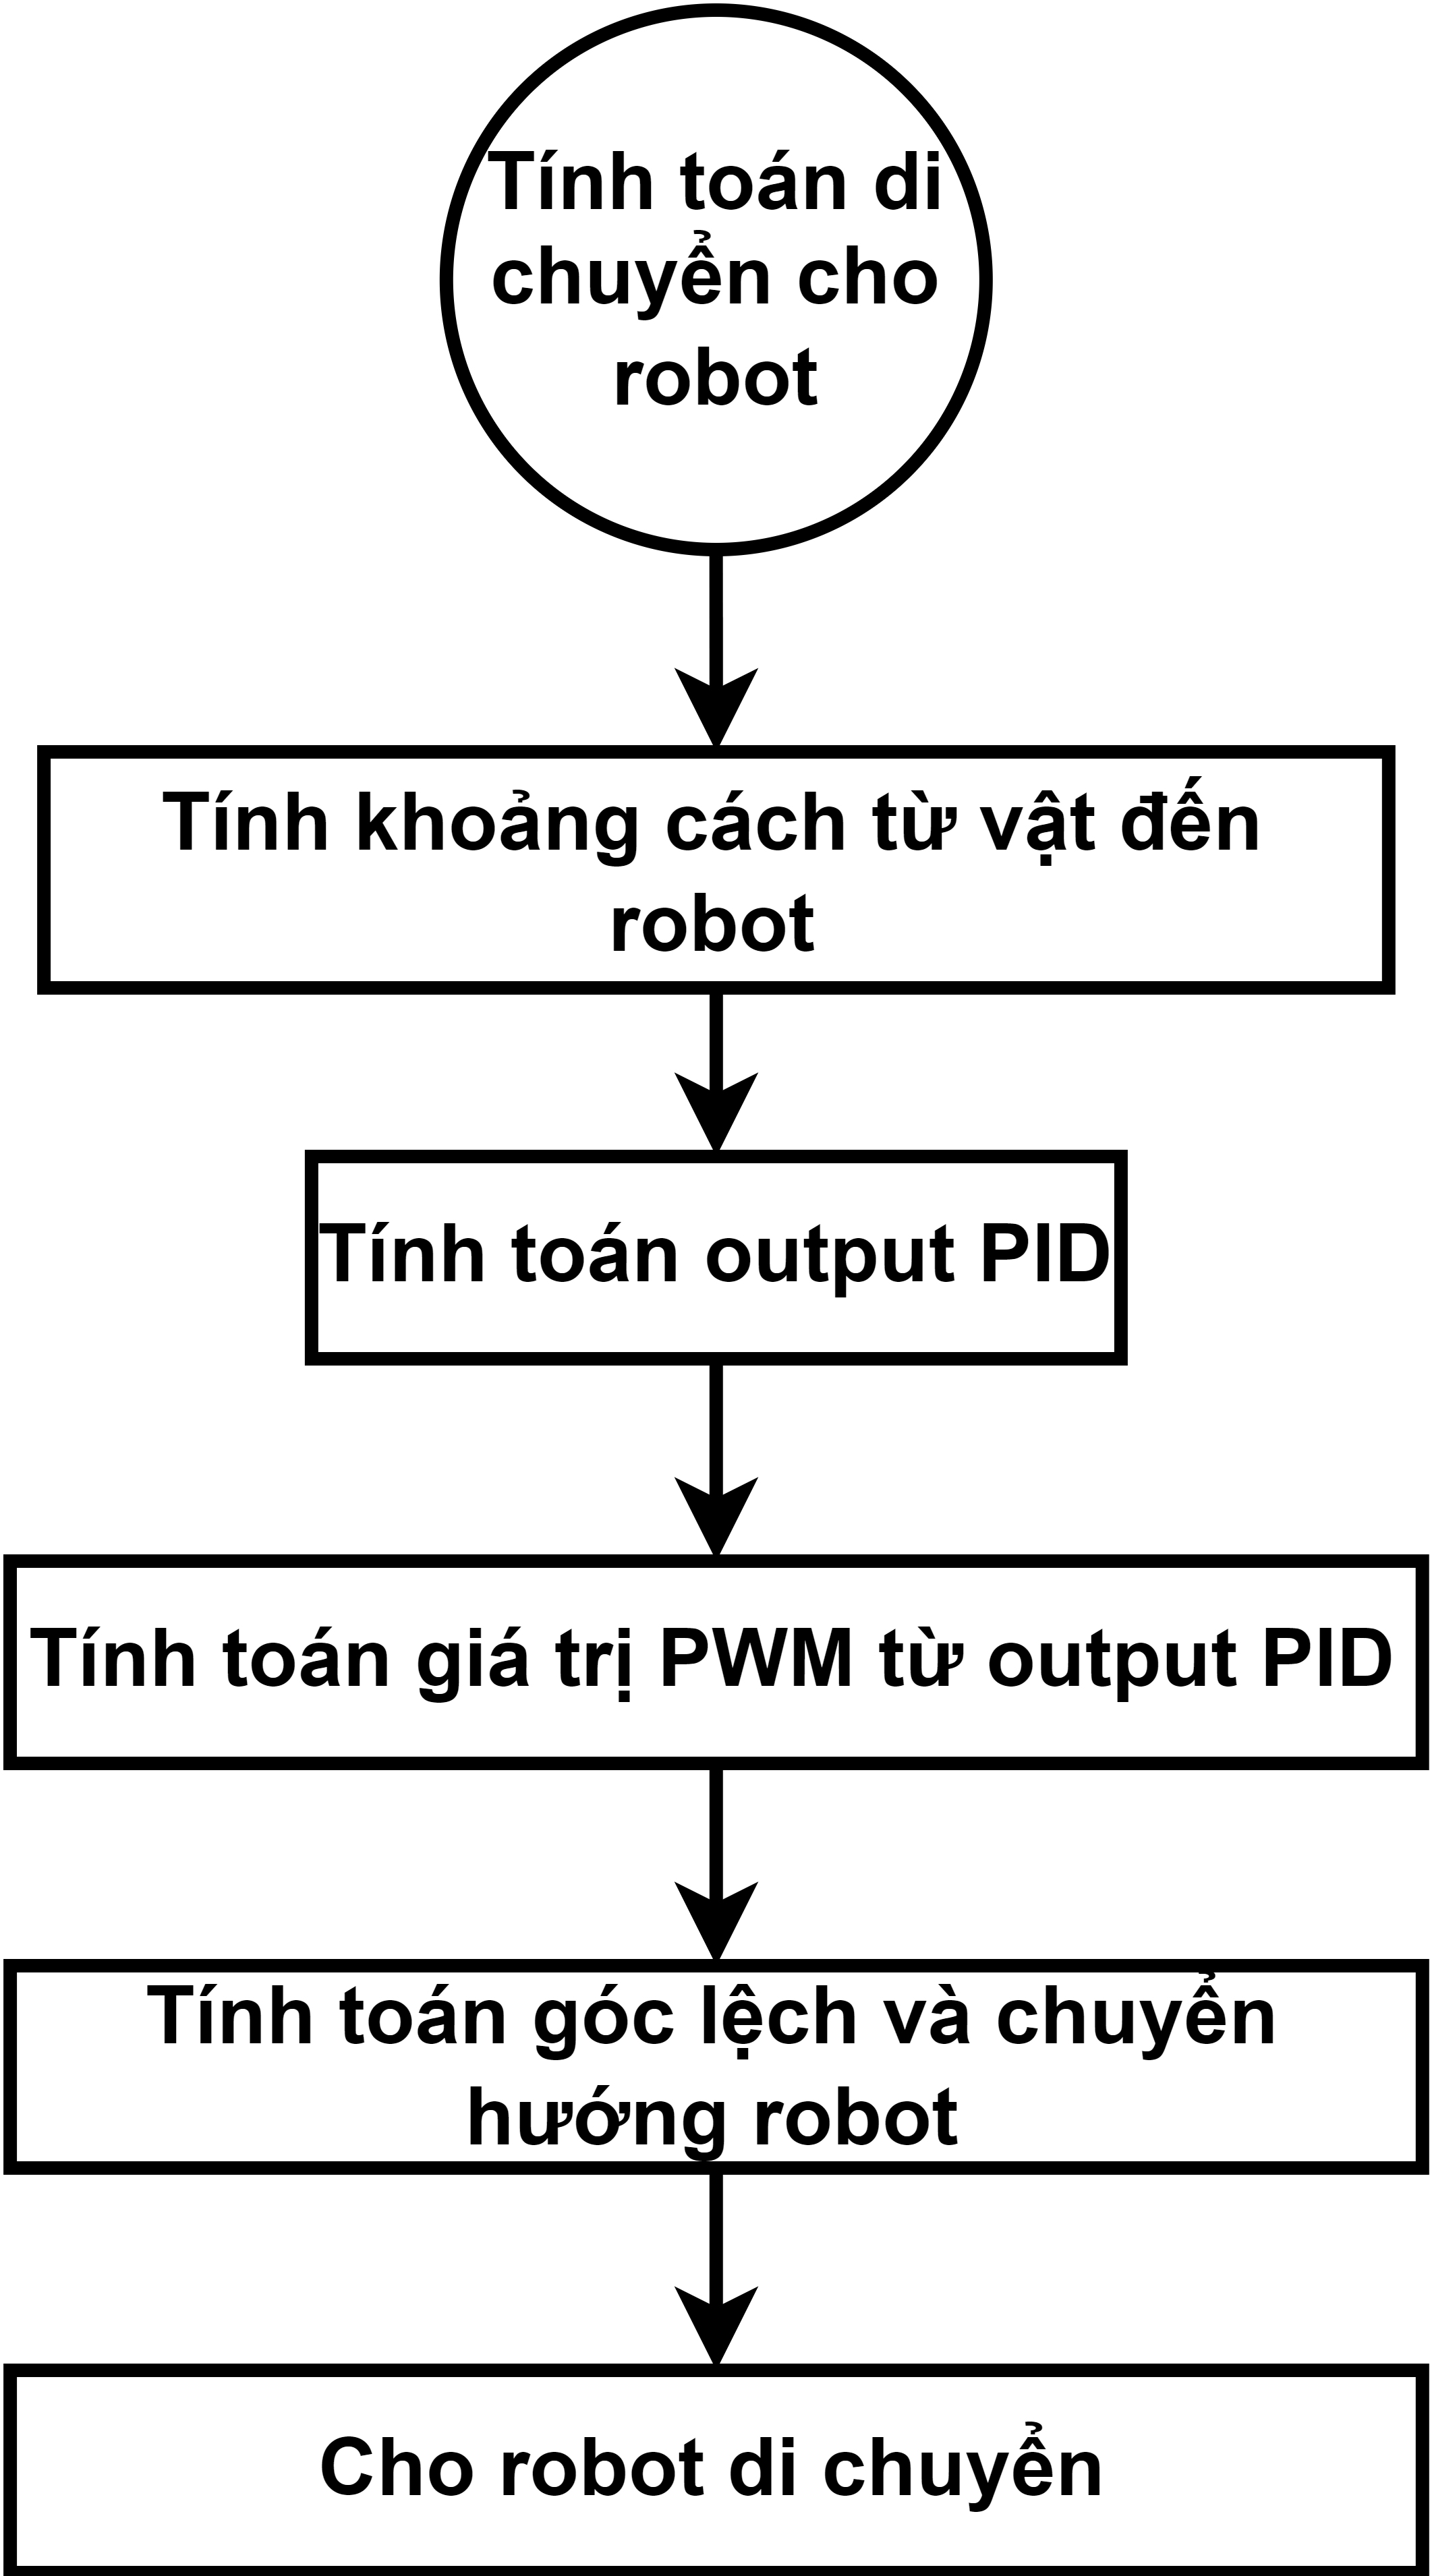 Tính toán di
chuyển cho
robot
Tính khoảng cách từ vật đến
robot
Tính toán output PID
Tính toán giá trị PWM từ output PID
Tính toán góc lệch và chuyển
hướng robot
Cho robot di chuyển